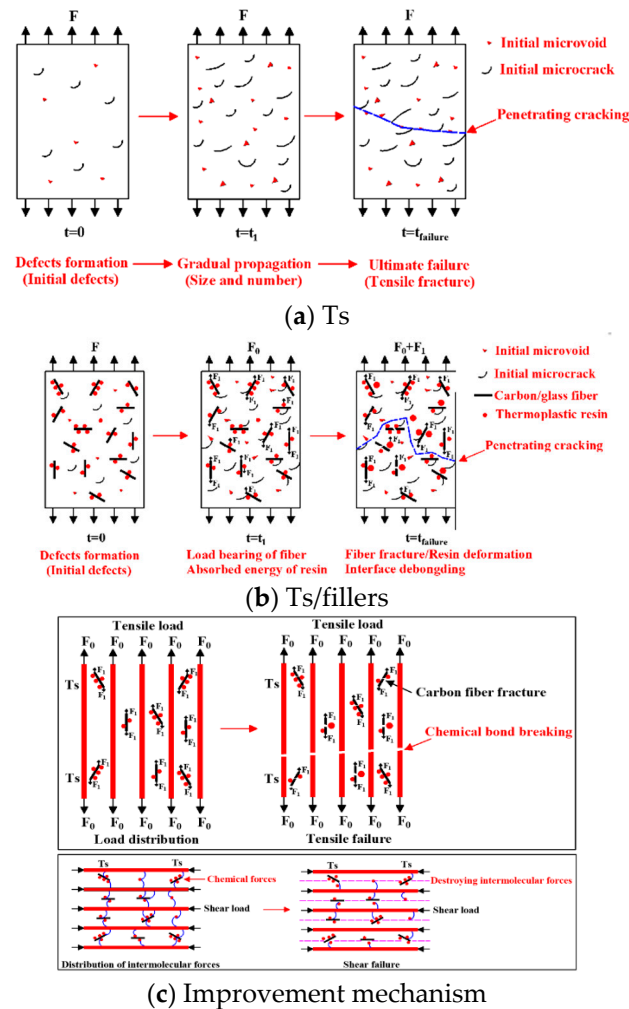 F F F
Initial microvoid
Initial microcrack
Penetrating cracking
t=0 t=t1 t=tfailure
Defects formation Gradual propagation Ultimate failure
(Initial defects) (Size and number) (Tensile fracture)
(a) Ts
F F0 F0+F1
Initial microvoid
Initial microcrack
Carbon/glass fiber
Thermoplastic resin
Penetrating cracking
t=0 t=t1 t=tfailure
Defects formation Load bearing of fiber Fiber fracture/Resin deformation
(Initial defects) Absorbed energy of resin Interface debongding
(b) Ts/fillers
Tensile load Tensile load
F0 F0 F0 F0 F0 F0 F0 F0 F0 F0
Ts Ts
Carbon fiber fracture
Chemical bond breaking
Ts Ts
F0 F0 F0 F0 F0 F0 F0 F0 F0 F0
Load distribution Tensile failure
Ts Ts Ts Ts
Chemical forces Destroying intermolecular forces
Shear load Shear load
Distribution of intermolecular forces Shear failure
(c) Improvement mechanism